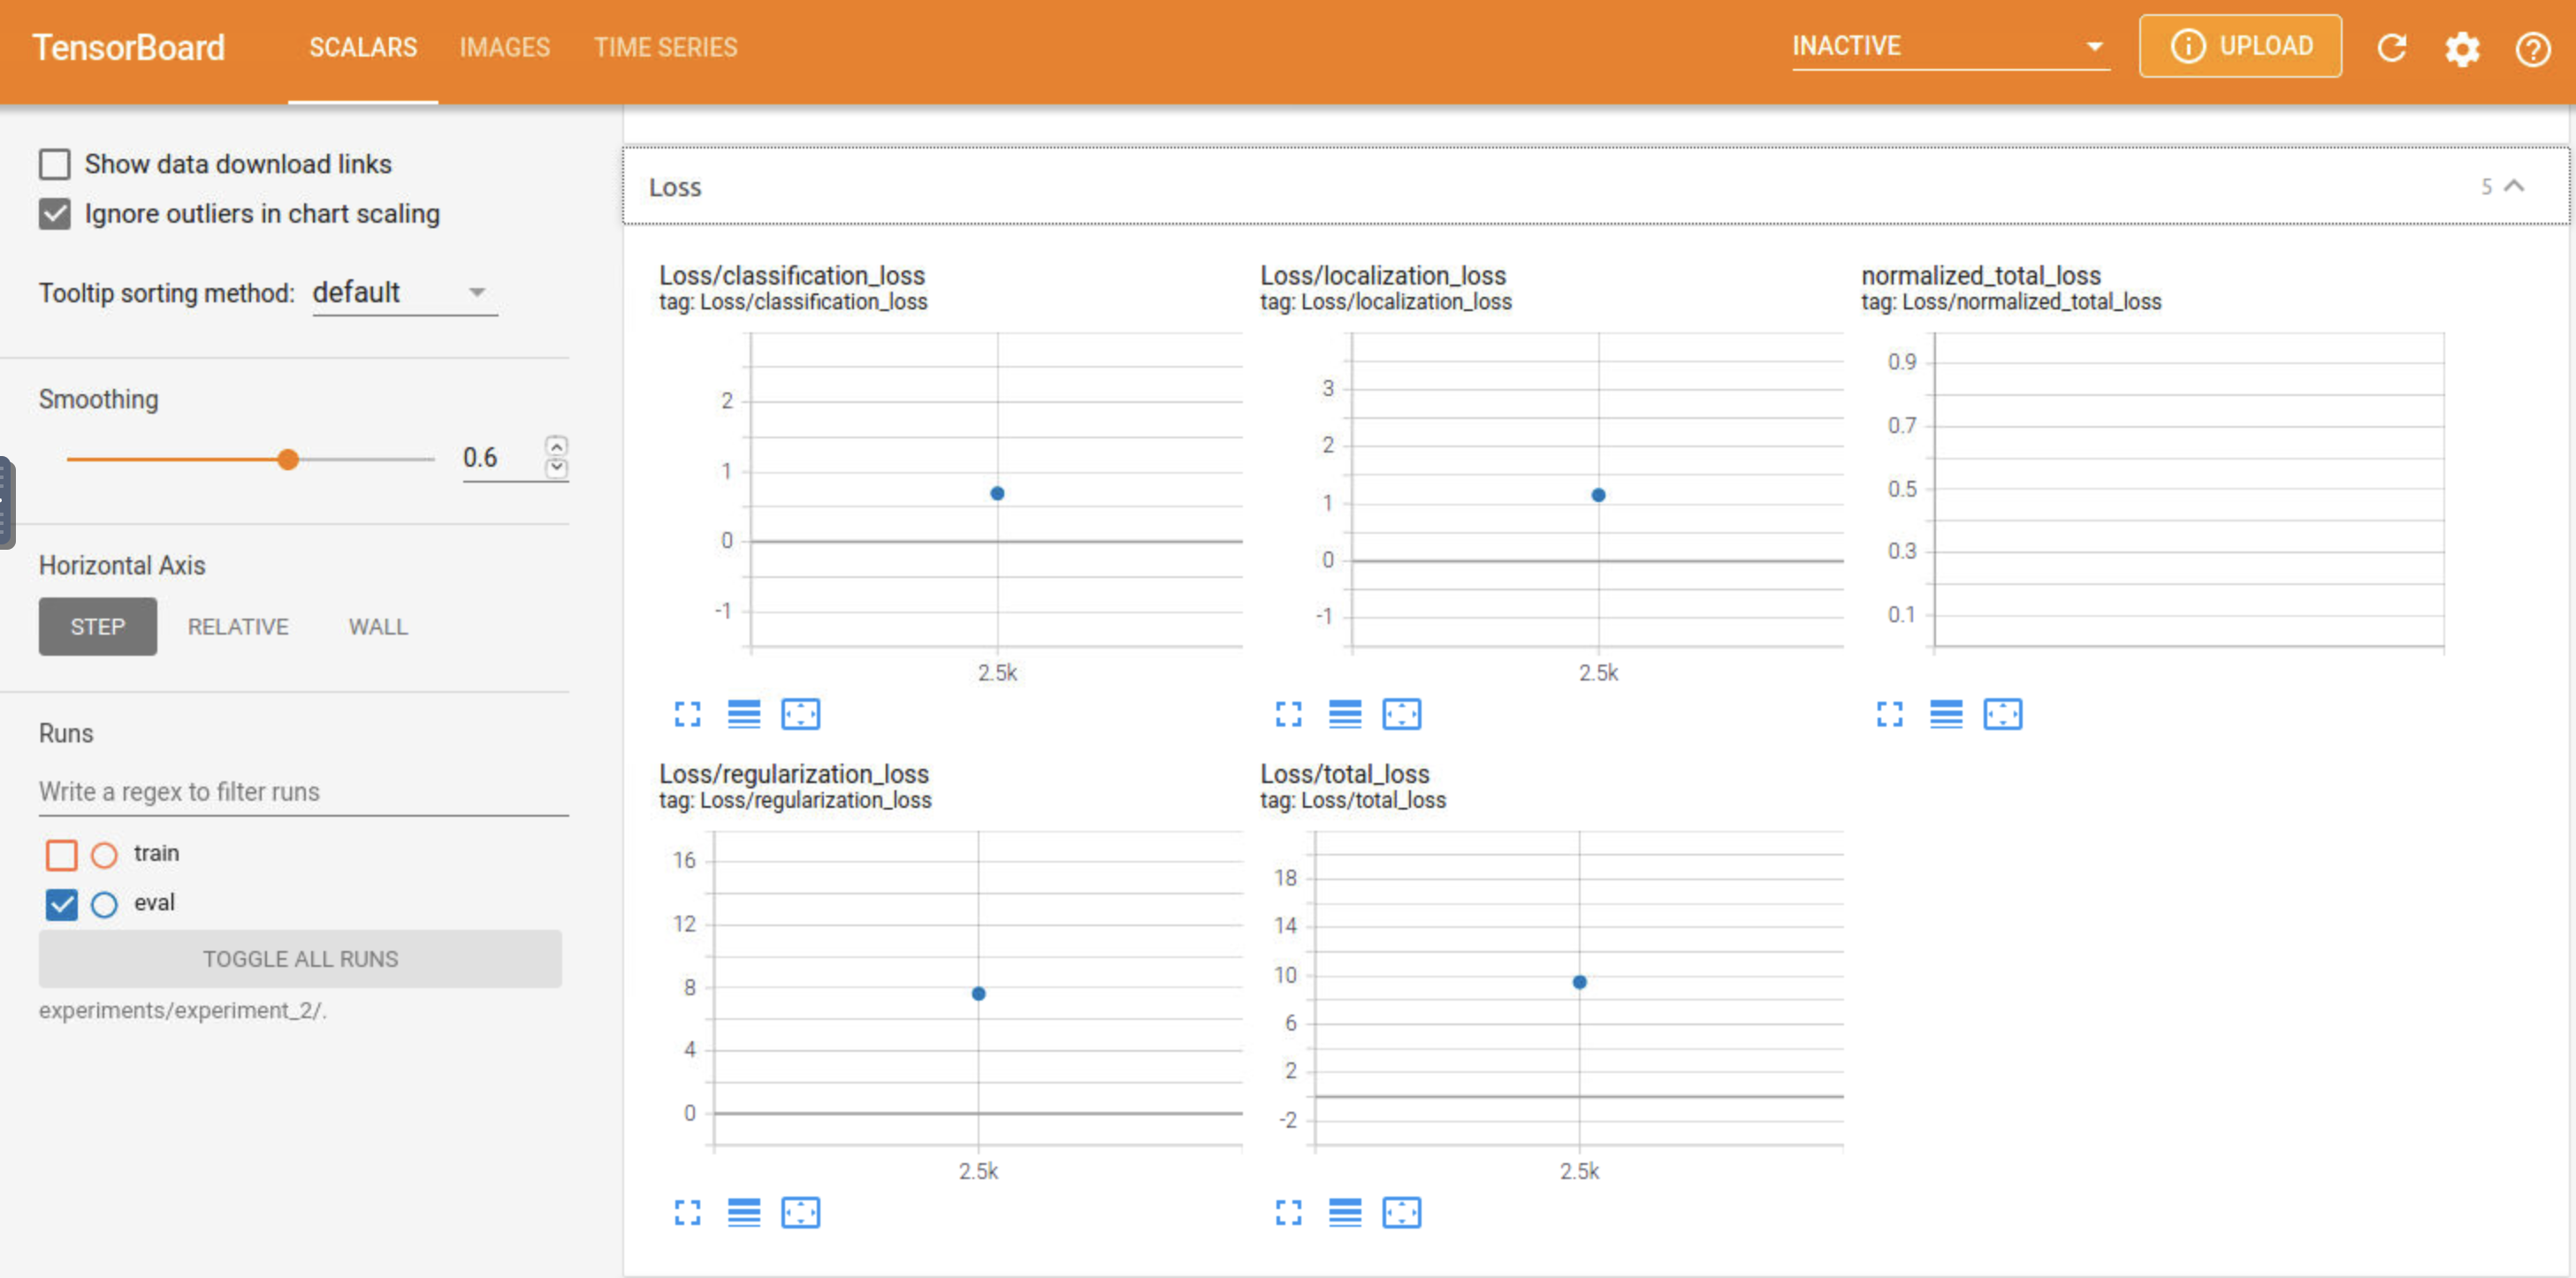 TensorBoard
SCALARS
IMAGES
TIME SERIES
INACTIVE
UPLOAD
Show data download links
Ignore outliers in chart scaling
Tooltip sorting method: default
Smoothing
0.6
Horizontal Axis
STEP
RELATIVE
WALL
Runs
Write a regex to filter runs
train
eval
TOGGLE ALL RUNS
experiments/experiment_2/.
Loss
5
Loss/classification_loss
tag: Loss/classification_loss
2
1
0
-1
2.5k
Loss/localization_loss
tag: Loss/localization_loss
3
2
1
0
-1
2.5k
normalized_total_loss
tag: Loss/normalized_total_loss
0.9
0.7
0.5
0.3
0.1
Loss/regularization_loss
tag: Loss/regularization_loss
16
12
8
4
0
2.5k
Loss/total_loss
tag: Loss/total_loss
18
14
10
6
2
-2
2.5k